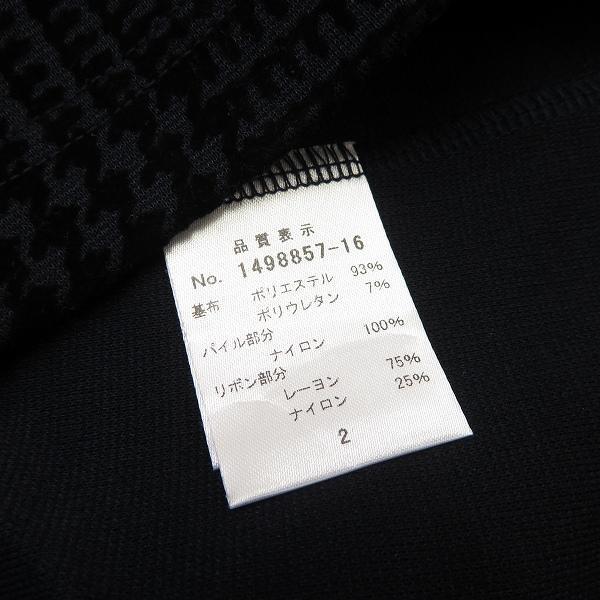 品質表示
No. 1498857-16
基布 ポリエステル 93%
ポリウレタン 7%
パイル部分
ナイロン 100%
リボン部分
レーヨン 75%
ナイロン 25%
2